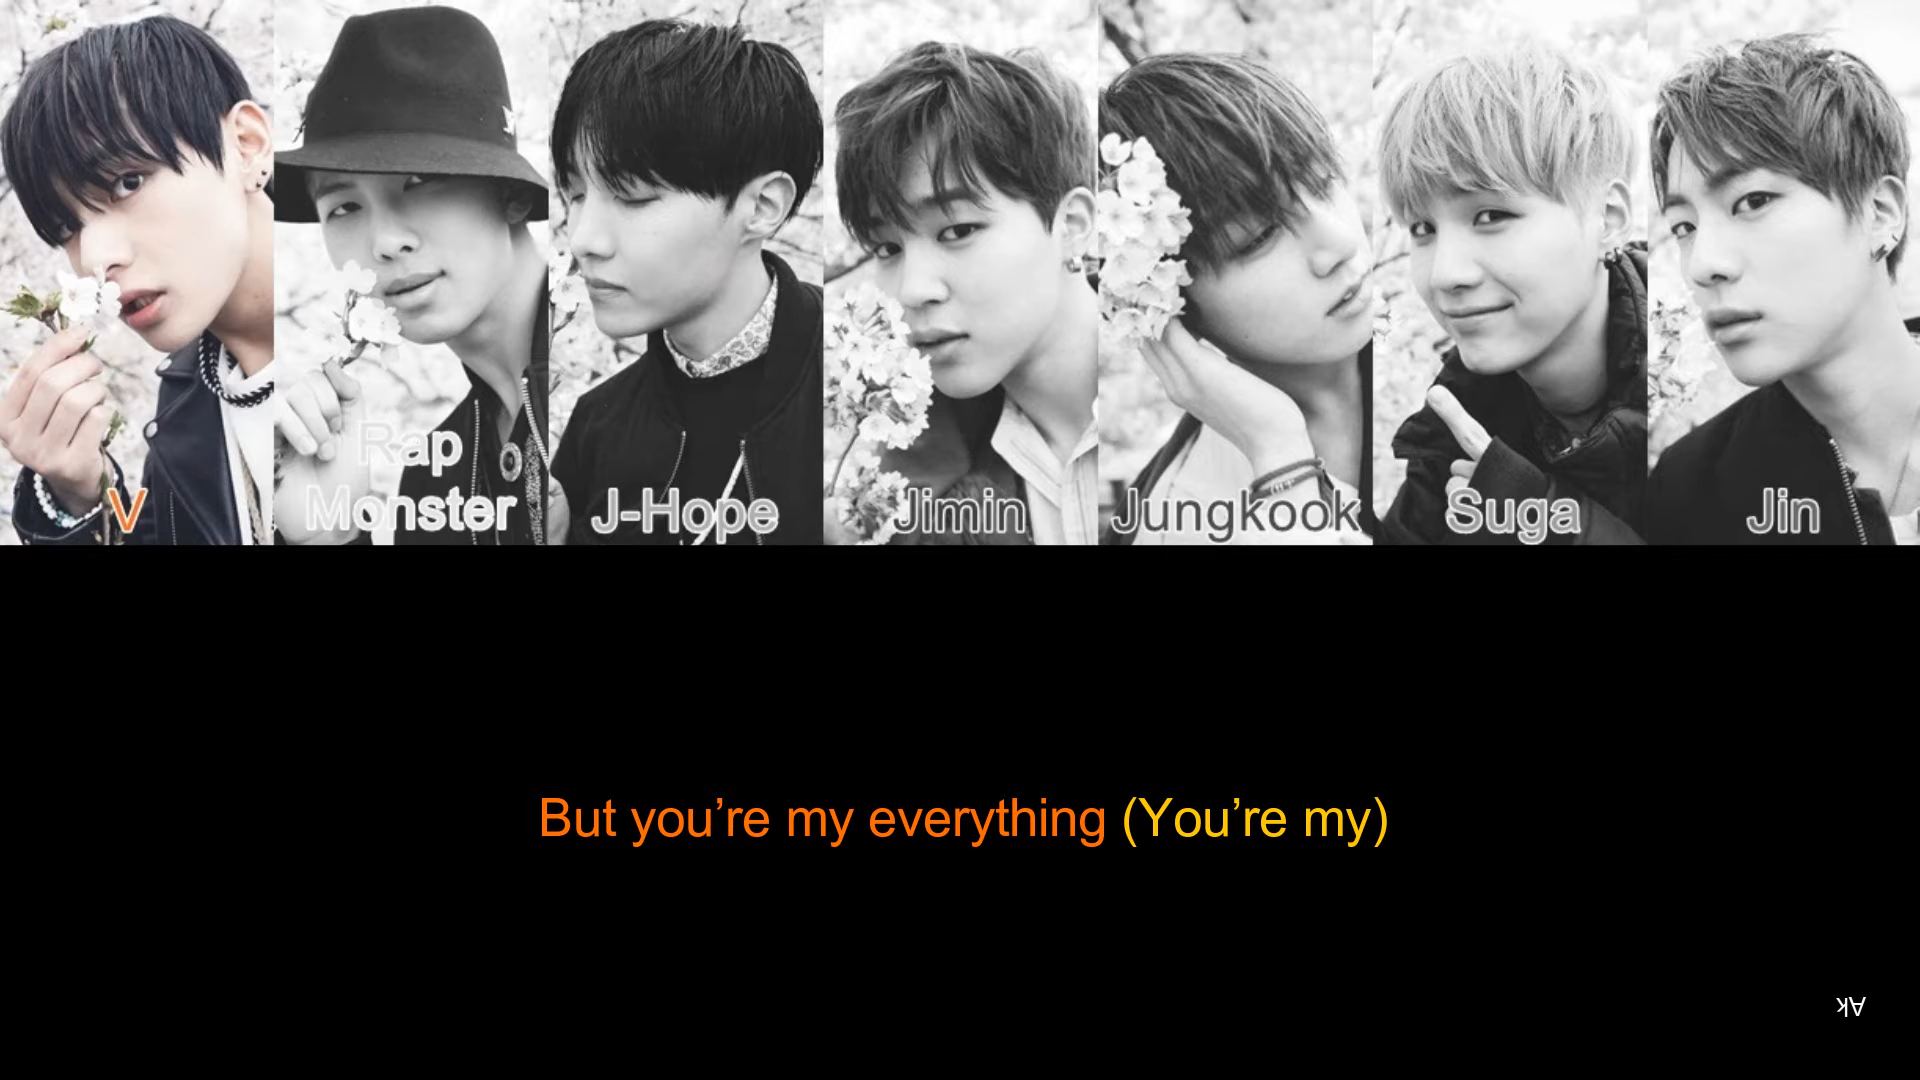 V
Rap
Monster
J-Hope
Jimin
Jungkook
Suga
Jin
But you’re my everything (You’re my)
Ak